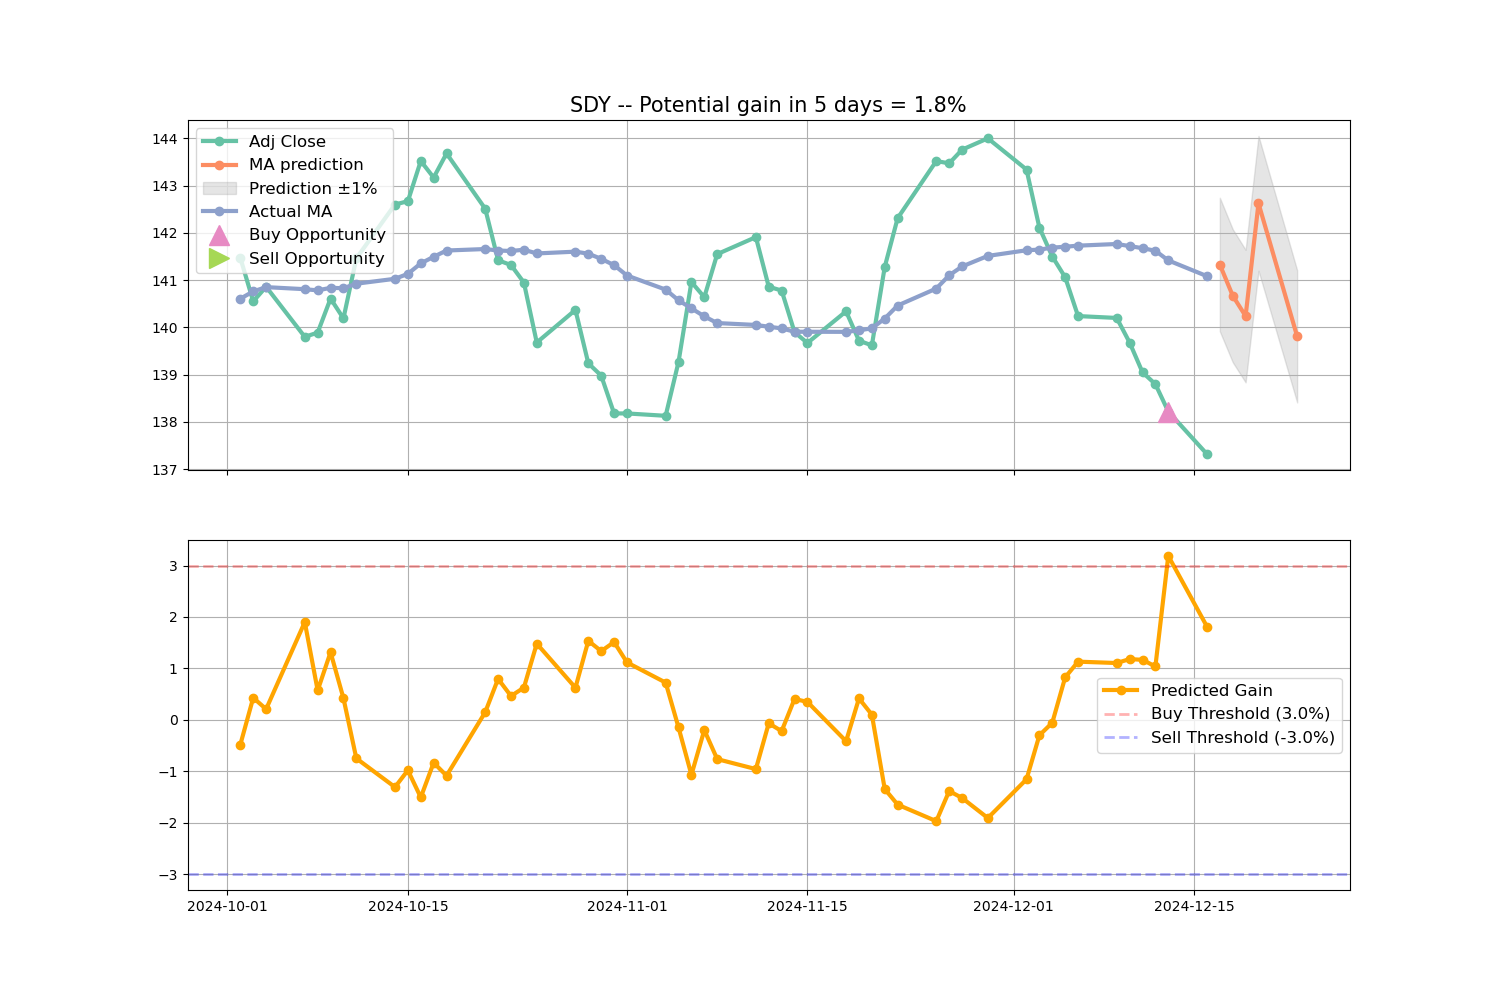 SDY -- Potential gain in 5 days = 1.8%
144
143
142
141
140
139
138
137
Adj Close
MA prediction
Prediction ±1%
Actual MA
Buy Opportunity
Sell Opportunity
3
2
1
0
−1
−2
−3
Predicted Gain
Buy Threshold (3.0%)
Sell Threshold (-3.0%)
2024-10-01 2024-10-15 2024-11-01 2024-11-15 2024-12-01 2024-12-15